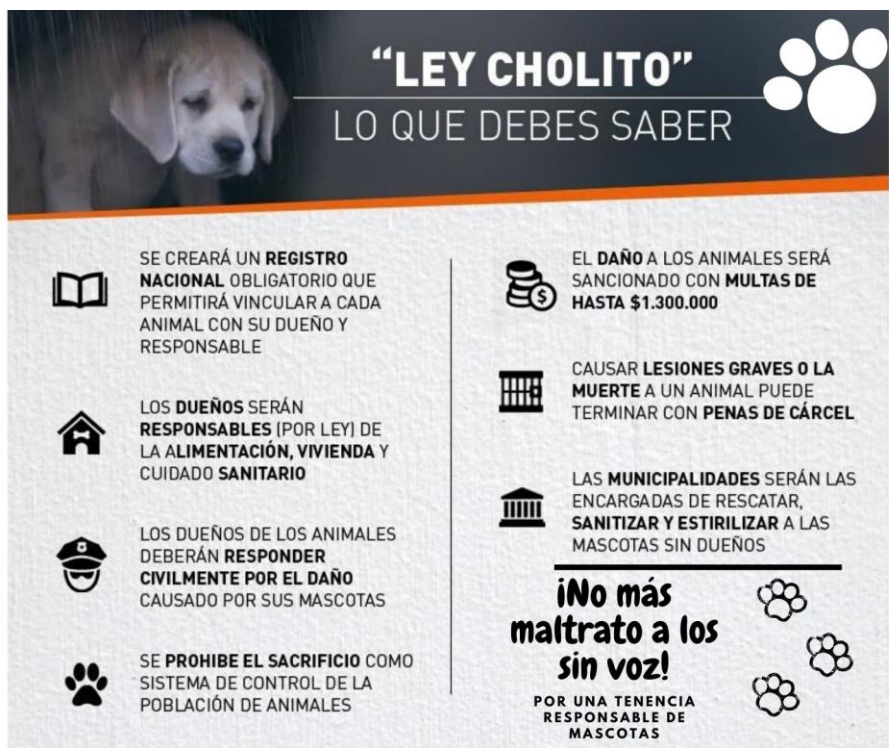 “LEY CHOLITO”
LO QUE DEBES SABER
SE CREARÁ UN REGISTRO
NACIONAL OBLIGATORIO QUE
PERMITIRÁ VINCULAR A CADA
ANIMAL CON SU DUEÑO Y
RESPONSABLE
LOS DUEÑOS SERÁN
RESPONSABLES (POR LEY) DE
LA ALIMENTACIÓN, VIVIENDA Y
CUIDADO SANITARIO
LOS DUEÑOS DE LOS ANIMALES
DEBERÁN RESPONDER
CIVILMENTE POR EL DAÑO
CAUSADO POR SUS MASCOTAS
SE PROHIBE EL SACRIFICIO COMO
SISTEMA DE CONTROL DE LA
POBLACIÓN DE ANIMALES
EL DAÑO A LOS ANIMALES SERÁ
SANCIONADO CON MULTAS DE
HASTA $1.300.000
$
CAUSAR LESIONES GRAVES O LA
MUERTE A UN ANIMAL PUEDE
TERMINAR CON PENAS DE CÁRCEL
LAS MUNICIPALIDADES SERÁN LAS
ENCARGADAS DE RESCATAR,
SANITIZAR Y ESTIRILIZAR A LAS
MASCOTAS SIN DUEÑOS
¡No más
maltrato a los
sin voz!
POR UNA TENENCIA
RESPONSABLE DE
MASCOTAS